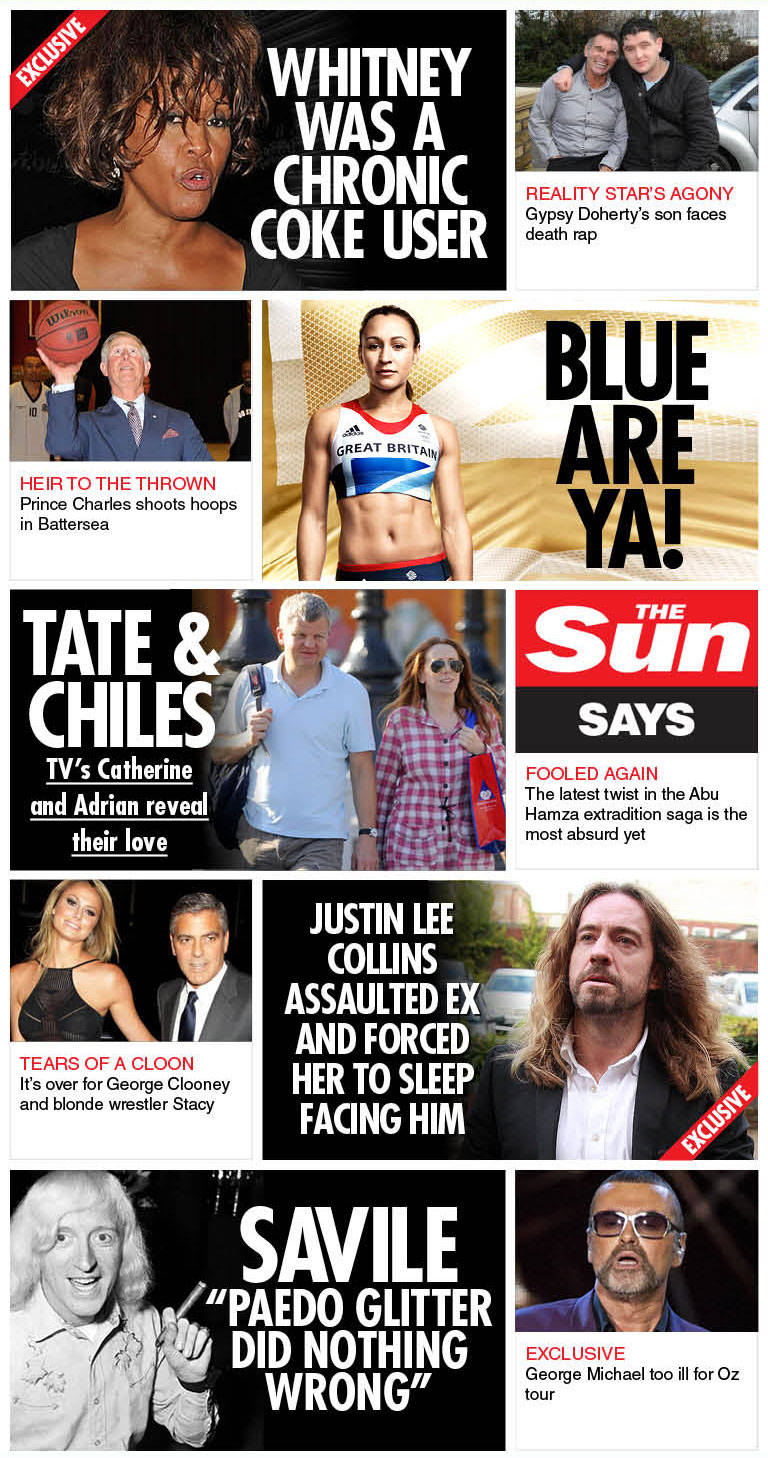 EXCLUSIVE
WHITNEY
WAS A
CHRONIC
COKE USER
REALITY STAR'S AGONY
Gypsy Doherty's son faces
death rap
Wilson
10
HEIR TO THE THROWN
Prince Charles shoots hoops
in Battersea
adidas
GREAT BRITAIN
BLUE
ARE
YA!
TATE &
CHILES
TV's Catherine
and Adrian reveal
their love
THE
Sun
SAYS
FOOLED AGAIN
The latest twist in the Abu
Hamza extradition saga is the
most absurd yet
TEARS OF A CLOON
It's over for George Clooney
and blonde wrestler Stacy
JUSTIN LEE
COLLINS
ASSAULTED EX
AND FORCED
HER TO SLEEP
FACING HIM
EXCLUSIVE
SAVILE
“PAEDO GLITTER
DID NOTHING
WRONG”
EXCLUSIVE
George Michael too ill for Oz
tour